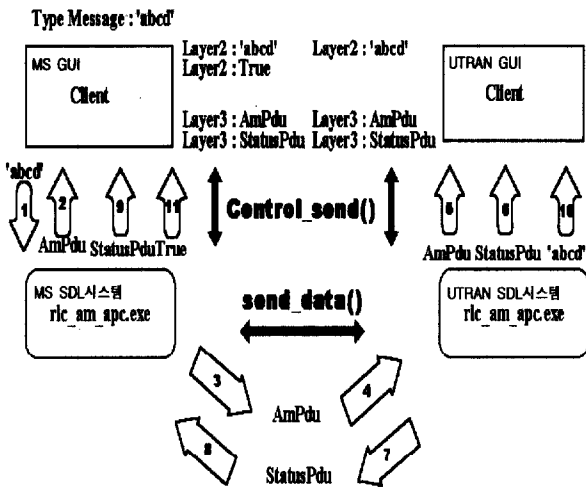 Type Message : 'abcd'
MS GUI
Client
Layer2 : 'abcd'
Layer2 : True
Layer3 : AmPdu
Layer3 : StatusPdu
Layer2 : 'abcd'
Layer3 : AmPdu
Layer3 : StatusPdu
UTRAN GUI
Client
'abcd'
1
2
9
11
AmPdu
StatusPdu
True
Control_send()
5
6
10
AmPdu
StatusPdu
'abcd'
MS SDL시스템
rlc_am_apc.exe
send_data()
UTRAN SDL시스템
rlc_am_apc.exe
3
4
AmPdu
8
7
StatusPdu